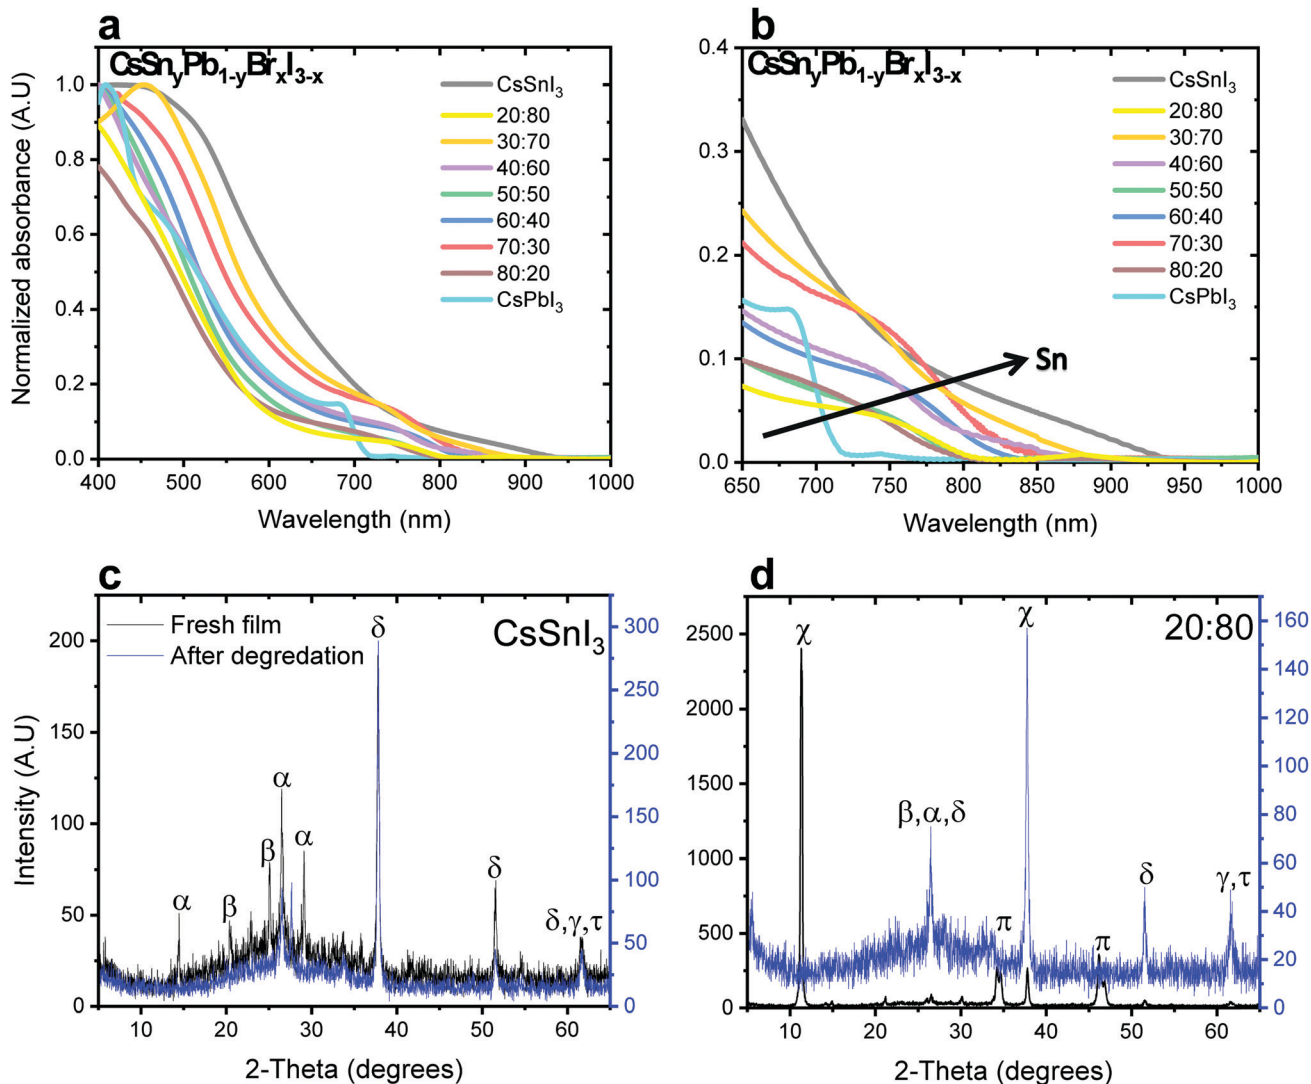 a
CsSnyPb1-yBrxI3-x
Normalized absorbance (A.U)
1.0
0.8
0.6
0.4
0.2
0.0
CsSnI3
20:80
30:70
40:60
50:50
60:40
70:30
80:20
CsPbI3
400 500 600 700 800 900 1000
Wavelength (nm)
b
CsSnyPb1-yBrxI3-x
0.4
0.3
0.2
0.1
0.0
CsSnI3
20:80
30:70
40:60
50:50
60:40
70:30
80:20
CsPbI3
Sn
650 700 750 800 850 900 950 1000
Wavelength (nm)
c
Fresh film
After degredation
CsSnI3
Intensity (A.U)
200
150
100
50
0
300
250
200
150
100
50
0
α
β
β
α
α
δ
δ
δ,γ,τ
10 20 30 40 50 60
2-Theta (degrees)
d
20:80
2500
2000
1500
1000
500
0
160
140
120
100
80
60
40
20
0
χ
β,α,δ
π
χ
π
δ
γ,τ
10 20 30 40 50 60
2-Theta (degrees)